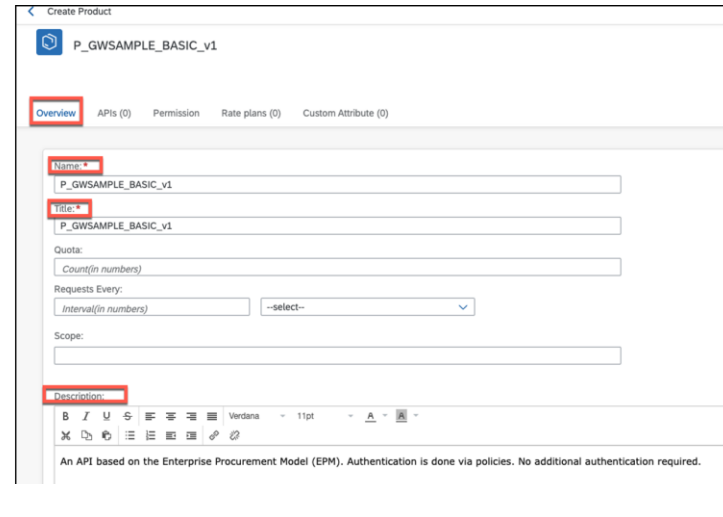 Create Product
P_GWSAMPLE_BASIC_v1
Overview APIs (0) Permission Rate plans (0) Custom Attribute (0)
Name:*
P_GWSAMPLE_BASIC_v1
Title:*
P_GWSAMPLE_BASIC_v1
Quota:
Count(in numbers)
Requests Every:
Interval(in numbers) --select--
Scope:
Description:
B I U S Verdana 11pt A A
An API based on the Enterprise Procurement Model (EPM). Authentication is done via policies. No additional authentication required.